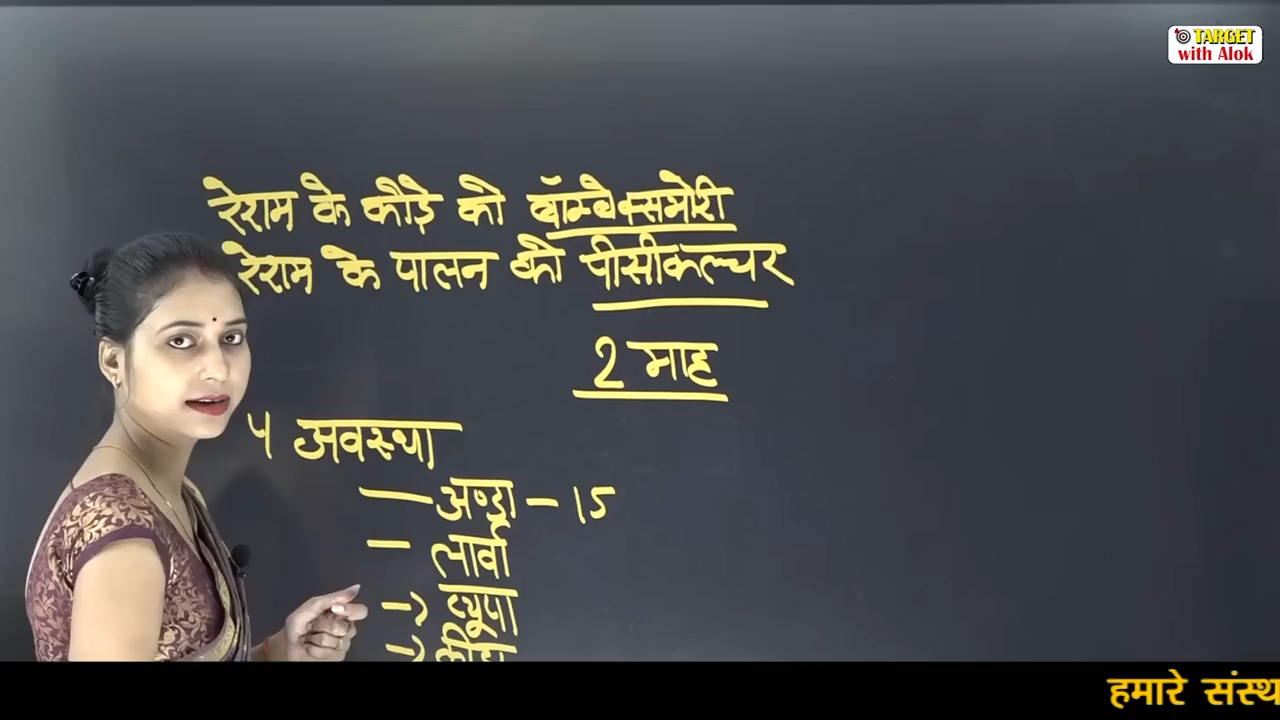 TARGET
with Alok
रेशम के कीड़े को बॉम्बेक्समोरी
रेशम के पालन को पीसीकल्चर
2 माह
4 अवस्था
— अण्डा – 15
– लार्वा
→ प्यूपा
→ कीड़ा
हमारे संस्थ